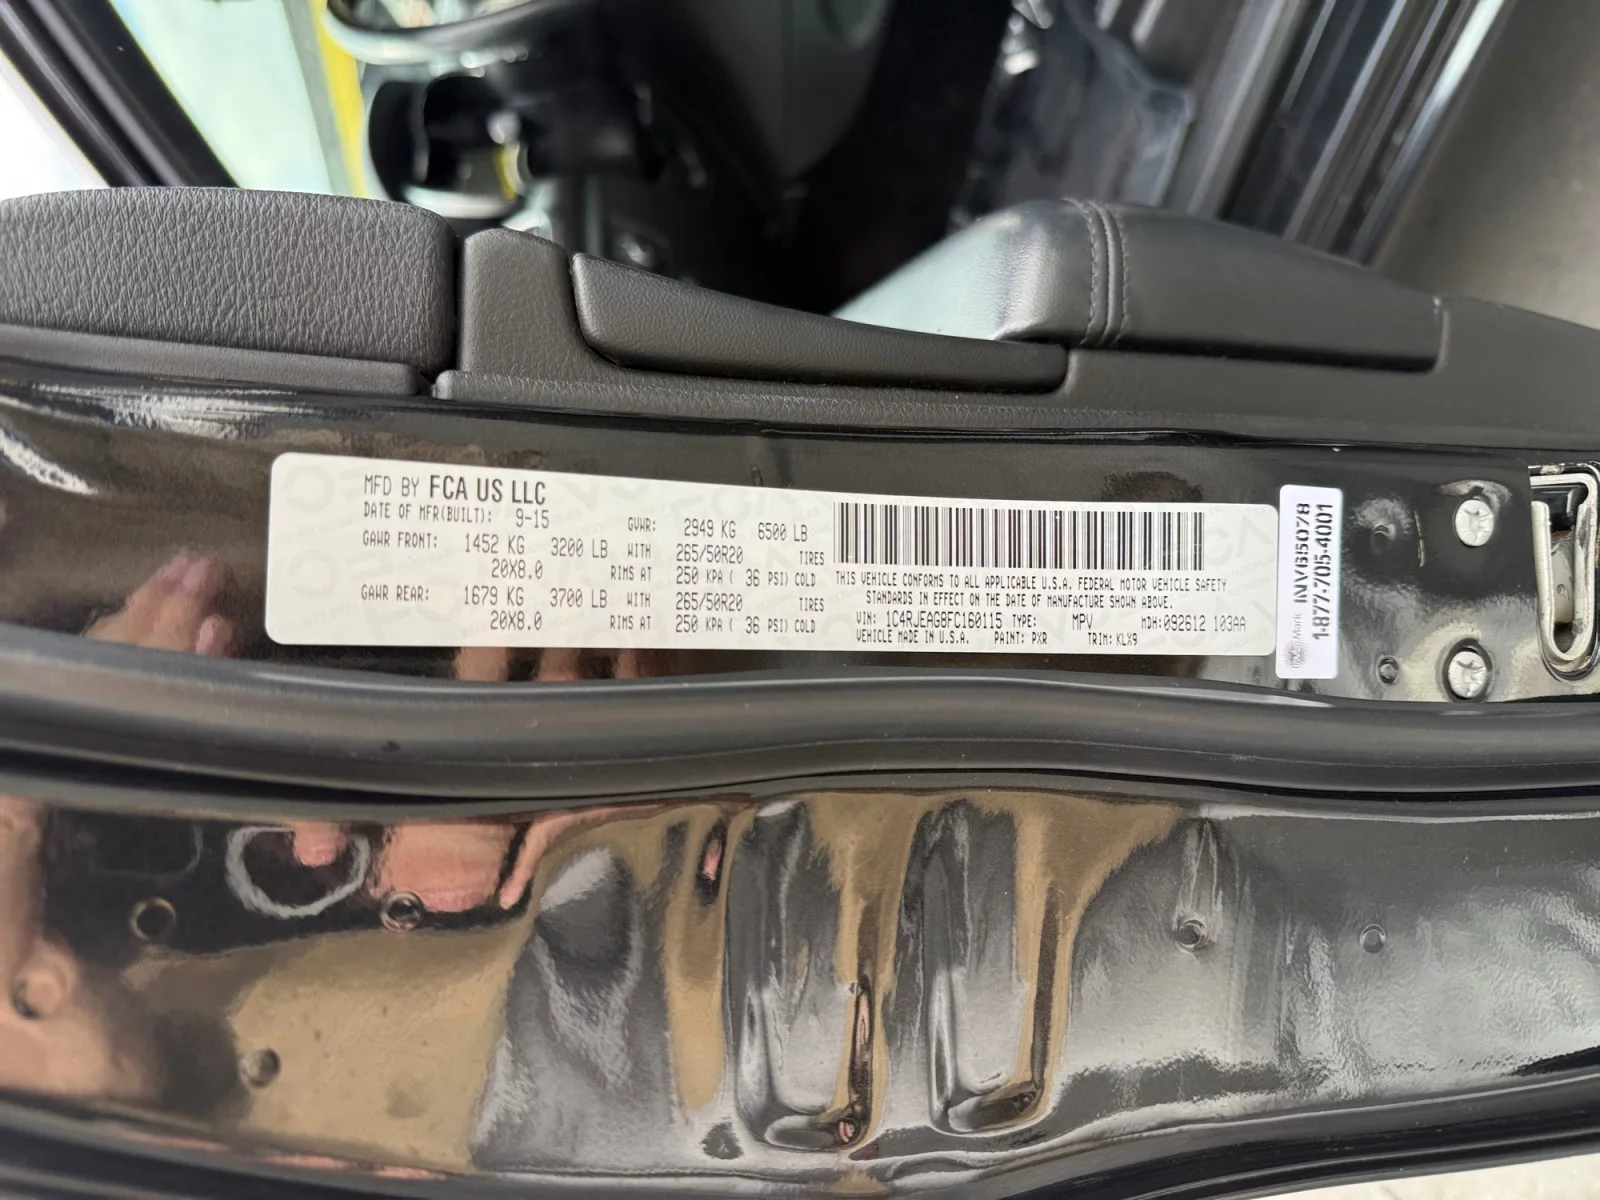 MFD BY FCA US LLC
DATE OF MFR(BUILT): 9-15 GVWR: 2949 KG 6500 LB
GAWR FRONT: 1452 KG 3200 LB WITH 265/50R20 TIRES
20X8.0 RIMS AT 250 KPA ( 36 PSI) COLD
GAWR REAR: 1679 KG 3700 LB WITH 265/50R20 TIRES
20X8.0 RIMS AT 250 KPA ( 36 PSI) COLD
THIS VEHICLE CONFORMS TO ALL APPLICABLE U.S.A. FEDERAL MOTOR VEHICLE SAFETY
STANDARDS IN EFFECT ON THE DATE OF MANUFACTURE SHOWN ABOVE.
VIN: 1C4RJEAG8FC160115 TYPE: MPV MDH: 092612 103AA
VEHICLE MADE IN U.S.A. PAINT: PXR TRIM: KLX9
INV65078
1-877-705-4001